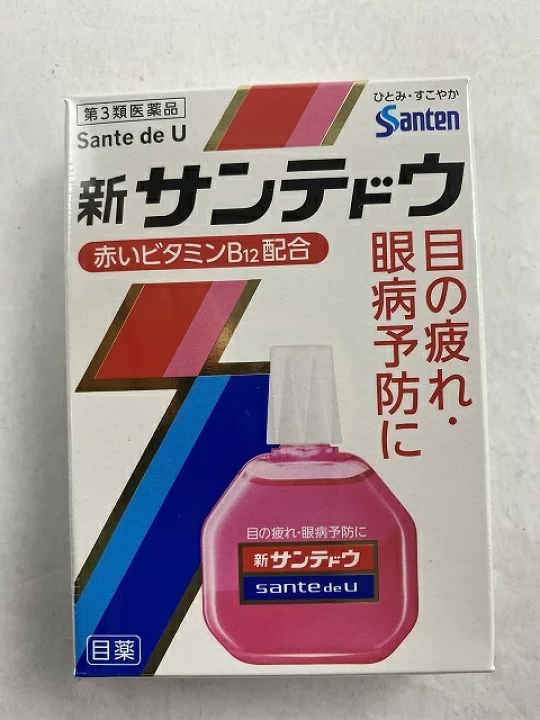 第3類医薬品
Sante de U
ひとみ・すこやか
Santen
新サンテドウ
赤いビタミンB12配合
目の疲れ・
眼病予防に
目の疲れ・眼病予防に
新サンテドウ
sante de U
目薬